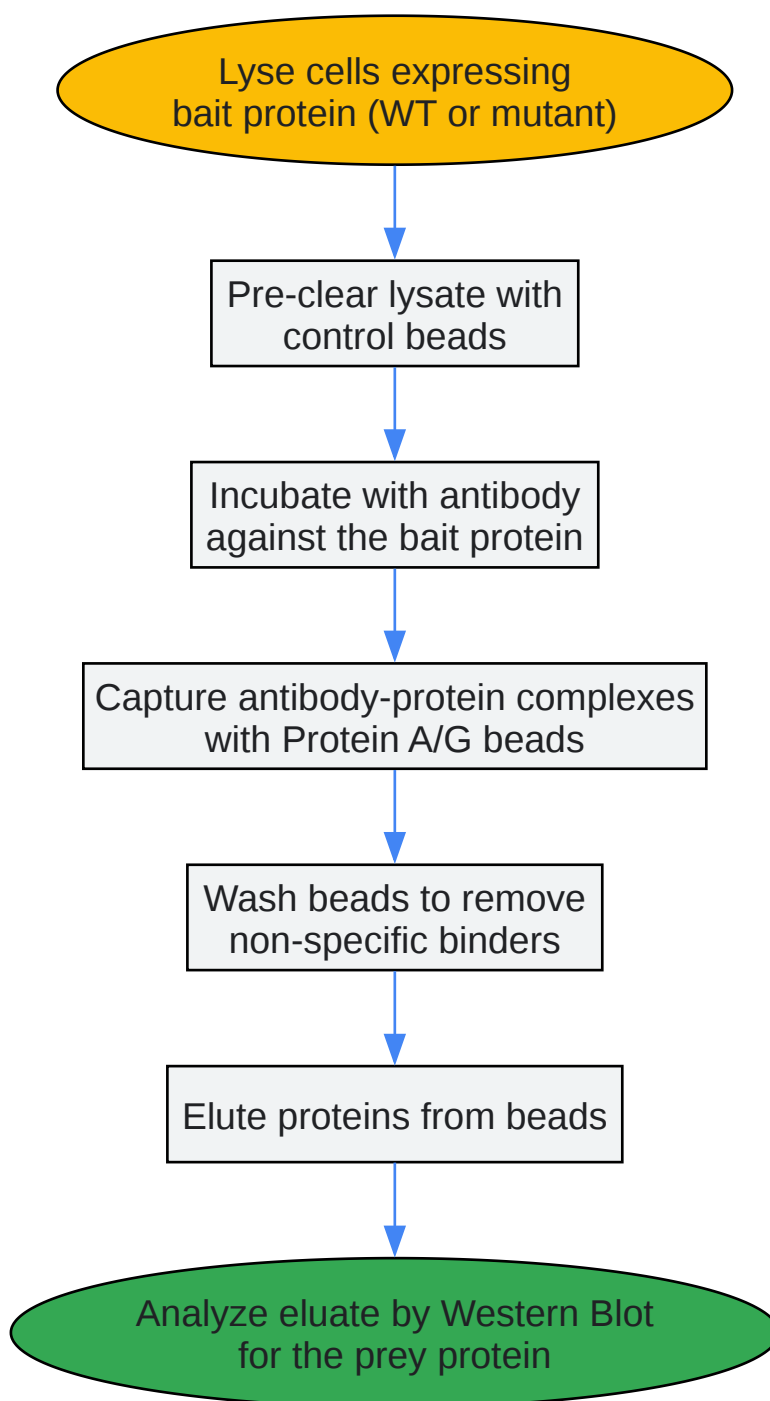 Lyse cells expressing
bait protein (WT or mutant)
Pre-clear lysate with
control beads
Incubate with antibody
against the bait protein
Capture antibody-protein complexes
with Protein A/G beads
Wash beads to remove
non-specific binders
Elute proteins from beads
Analyze eluate by Western Blot
for the prey protein